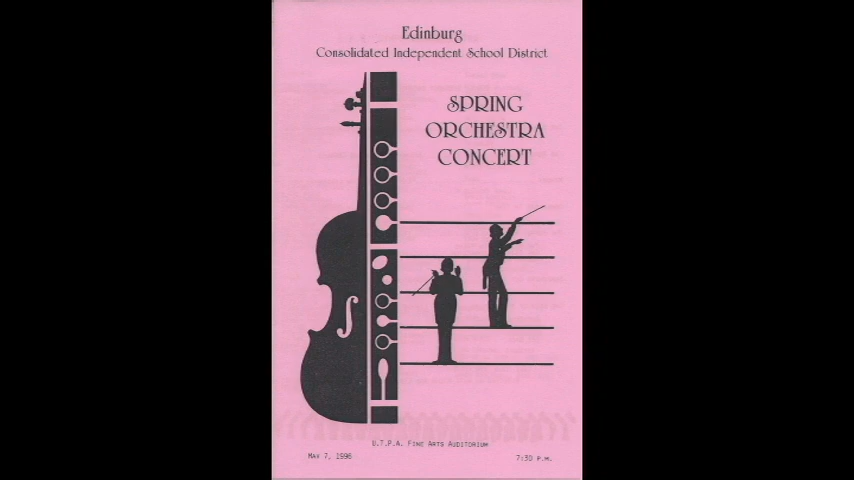 Edinburg
Consolidated Independent School District
SPRING
ORCHESTRA
CONCERT
U.T.P.A. FINE ARTS AUDITORIUM
MAY 7, 1996
7:30 P.M.